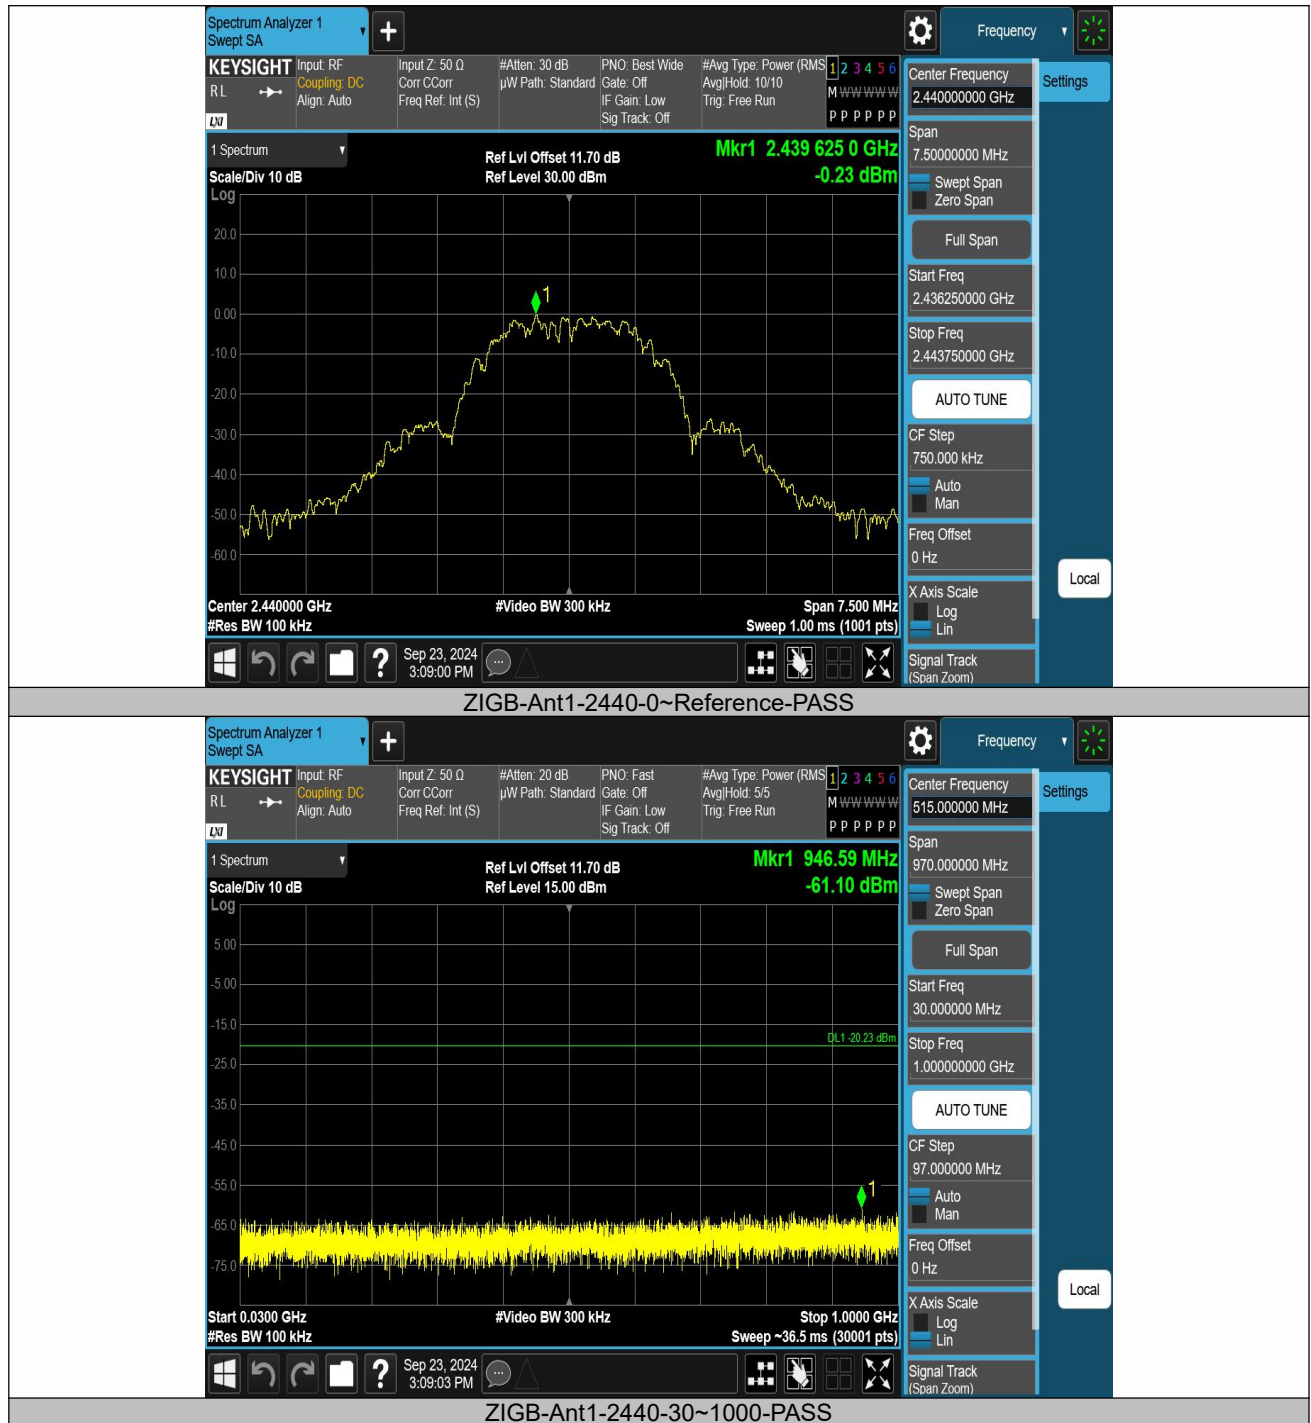 Spectrum Analyzer 1
Swept SA
Frequency
KEYSIGHT
RL
LXI
Input: RF
Coupling: DC
Align: Auto
Input Z: 50 Ω
Corr CCorr
Freq Ref: Int (S)
#Atten: 30 dB
µW Path: Standard
PNO: Best Wide
Gate: Off
IF Gain: Low
Sig Track: Off
#Avg Type: Power (RMS
Avg|Hold: 10/10
Trig: Free Run
1 2 3 4 5 6
M W W W W W
P P P P P P
1 Spectrum
Scale/Div 10 dB
Log
Ref Lvl Offset 11.70 dB
Ref Level 30.00 dBm
Mkr1 2.439 625 0 GHz
-0.23 dBm
20.0
10.0
0.00
-10.0
-20.0
-30.0
-40.0
-50.0
-60.0
1
Center 2.440000 GHz
#Res BW 100 kHz
#Video BW 300 kHz
Span 7.500 MHz
Sweep 1.00 ms (1001 pts)
Sep 23, 2024
3:09:00 PM
Center Frequency
2.440000000 GHz
Span
7.50000000 MHz
Swept Span
Zero Span
Full Span
Start Freq
2.436250000 GHz
Stop Freq
2.443750000 GHz
AUTO TUNE
CF Step
750.000 kHz
Auto
Man
Freq Offset
0 Hz
X Axis Scale
Log
Lin
Signal Track
(Span Zoom)
Settings
Local
ZIGB-Ant1-2440-0~Reference-PASS
Spectrum Analyzer 1
Swept SA
Frequency
KEYSIGHT
RL
LXI
Input: RF
Coupling: DC
Align: Auto
Input Z: 50 Ω
Corr CCorr
Freq Ref: Int (S)
#Atten: 20 dB
µW Path: Standard
PNO: Fast
Gate: Off
IF Gain: Low
Sig Track: Off
#Avg Type: Power (RMS
Avg|Hold: 5/5
Trig: Free Run
1 2 3 4 5 6
M W W W W W
P P P P P P
1 Spectrum
Scale/Div 10 dB
Log
Ref Lvl Offset 11.70 dB
Ref Level 15.00 dBm
Mkr1 946.59 MHz
-61.10 dBm
5.00
-5.00
-15.0
-25.0
-35.0
-45.0
-55.0
-65.0
-75.0
DL1 -20.23 dBm
1
Start 0.0300 GHz
#Res BW 100 kHz
#Video BW 300 kHz
Stop 1.0000 GHz
Sweep ~36.5 ms (30001 pts)
Sep 23, 2024
3:09:03 PM
Center Frequency
515.000000 MHz
Span
970.000000 MHz
Swept Span
Zero Span
Full Span
Start Freq
30.000000 MHz
Stop Freq
1.000000000 GHz
AUTO TUNE
CF Step
97.000000 MHz
Auto
Man
Freq Offset
0 Hz
X Axis Scale
Log
Lin
Signal Track
(Span Zoom)
Settings
Local
ZIGB-Ant1-2440-30~1000-PASS